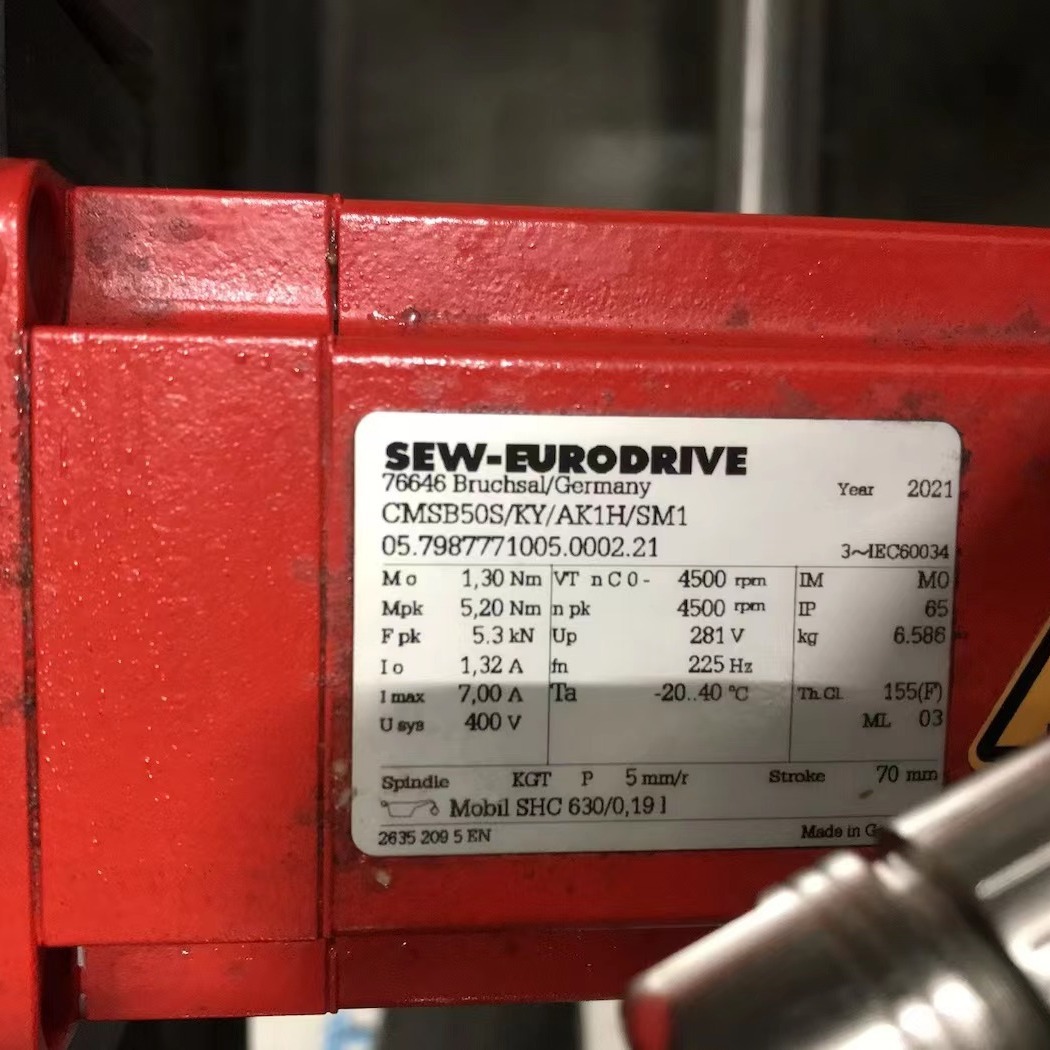 SEW-EURODRIVE
76646 Bruchsal/Germany Year 2021
CMSB50S/KY/AK1H/SM1
05.7987771005.0002.21 3~IEC60034
Mo 1,30 Nm VT n C 0- 4500 rpm IM M0
Mpk 5,20 Nm n pk 4500 rpm IP 65
F pk 5.3 kN Up 281 V kg 6.586
I o 1,32 A fn 225 Hz
I max 7,00 A Ta -20..40 °C Th.Cl. 155(F)
U sys 400 V ML 03
Spindle KGT P 5 mm/r Stroke 70 mm
Mobil SHC 630/0,19 l
2635 209 5 EN Made in